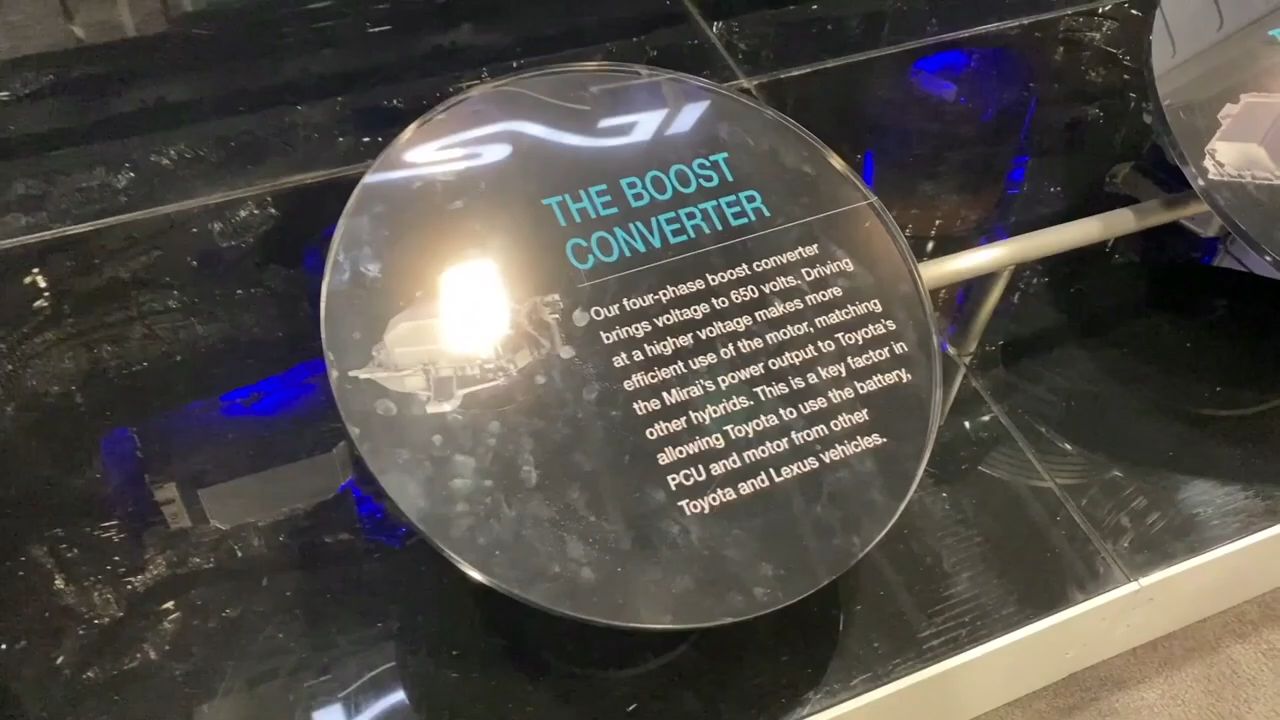 THE BOOST
CONVERTER
Our four-phase boost converter
brings voltage to 650 volts. Driving
at a higher voltage makes more
efficient use of the motor, matching
the Mirai's power output to Toyota's
other hybrids. This is a key factor in
allowing Toyota to use the battery,
PCU and motor from other
Toyota and Lexus vehicles.